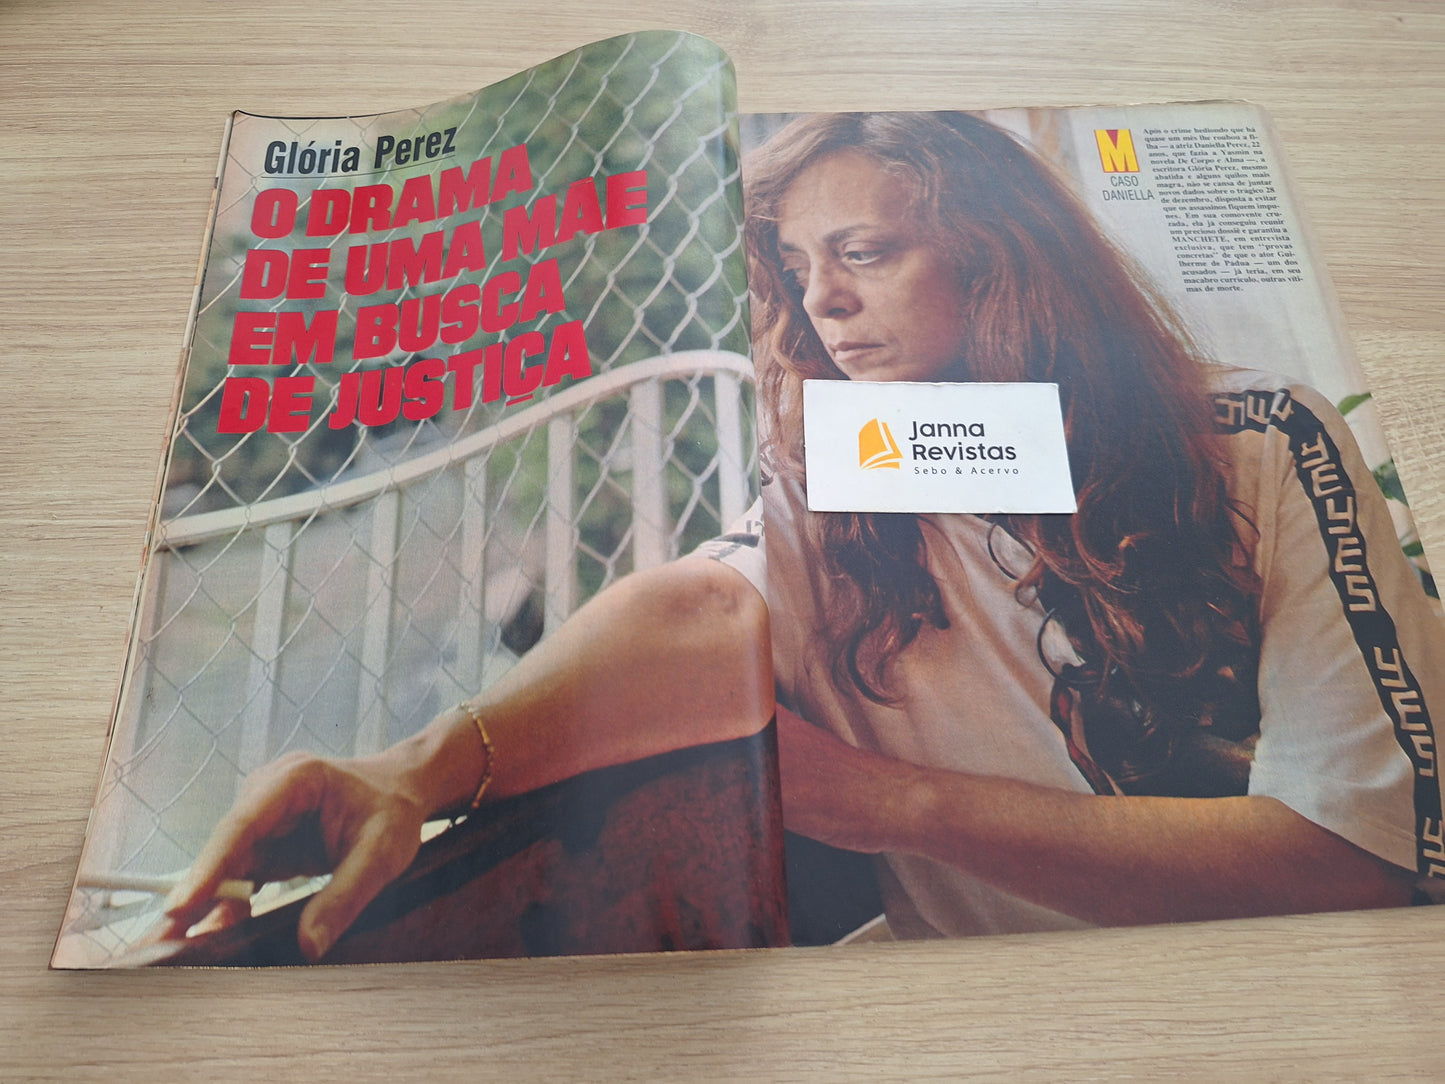 Glória Perez
O DRAMA
DE UMA MÃE
EM BUSCA
DE JUSTIÇA
M
CASO
DANIELLA
Após o crime hediondo que há
quase um mês lhe roubou a fi-
lha — a atriz Daniella Perez, 22
anos, que fazia a Yasmin na
novela De Corpo e Alma —, a
escritora Glória Perez, mesmo
abatida e alguns quilos mais
magra, não se cansa de juntar
novos dados sobre o trágico 28
de dezembro, disposta a evitar
que os assassinos fiquem impu-
nes. Em sua comovente cru-
zada, ela já conseguiu reunir
um precioso dossiê e garantiu a
MANCHETE, em entrevista
exclusiva, que tem "provas
concretas" de que o ator Gui-
lherme de Pádua — um dos
acusados — já teria, em seu
macabro currículo, outras víti-
mas de morte.
Janna
Revistas
Sebo & Acervo